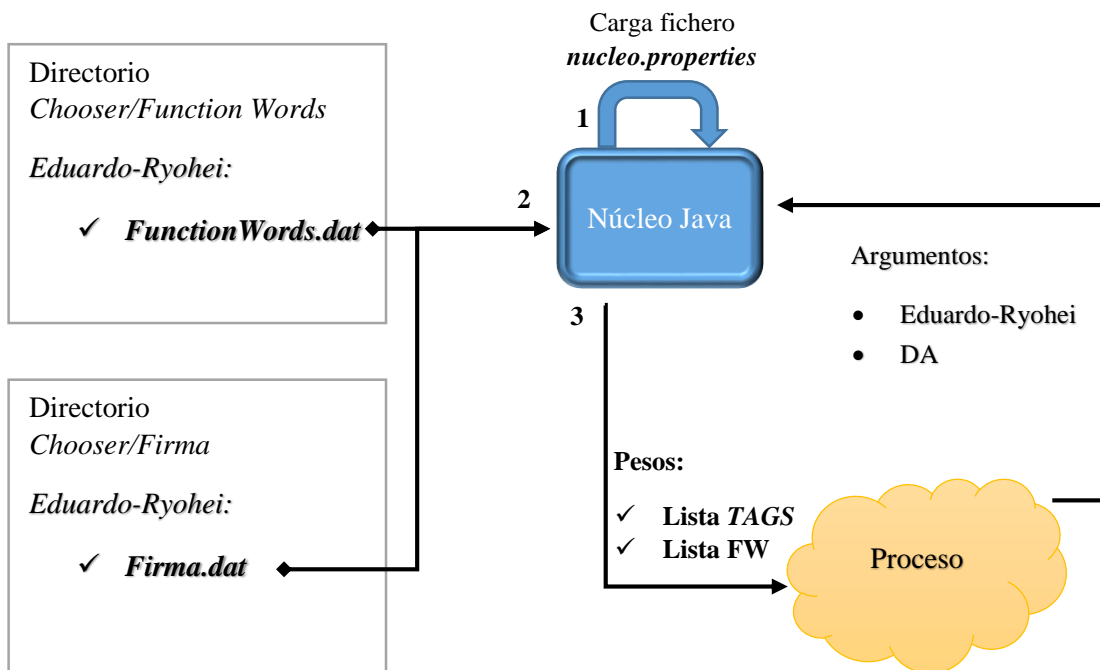 Carga fichero
nucleo.properties
Directorio
Chooser/Function Words
Eduardo-Ryohei:
✓ FunctionWords.dat
1
2
Núcleo Java
3
Argumentos:
• Eduardo-Ryohei
• DA
Directorio
Chooser/Firma
Eduardo-Ryohei:
✓ Firma.dat
Pesos:
✓ Lista TAGS
✓ Lista FW
Proceso